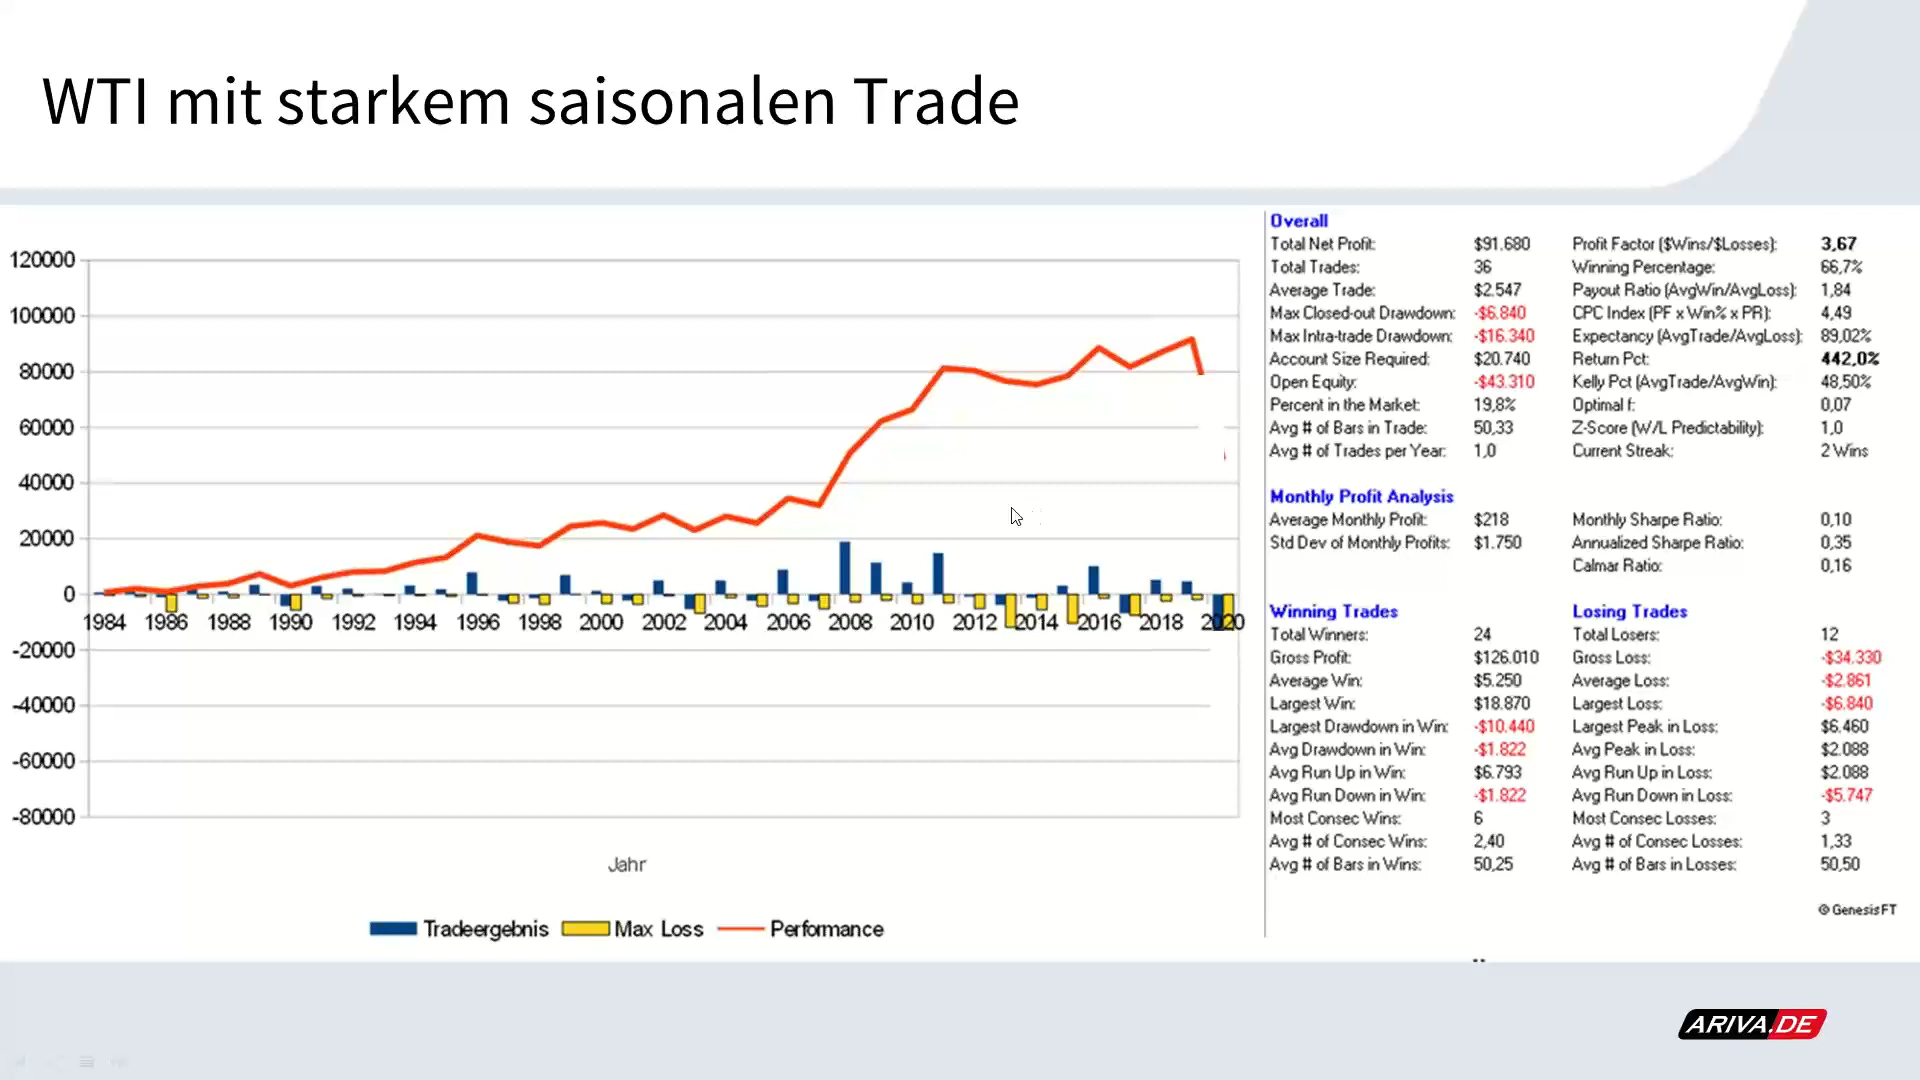 WTI mit starkem saisonalen Trade
120000
100000
80000
60000
40000
20000
0
-20000
-40000
-60000
-80000
1984 1986 1988 1990 1992 1994 1996 1998 2000 2002 2004 2006 2008 2010 2012 2014 2016 2018 2020
Jahr
Tradeergebnis Max Loss Performance
Overall
Total Net Profit: $91.680 Profit Factor ($Wins/$Losses): 3,67
Total Trades: 36 Winning Percentage: 66,7%
Average Trade: $2.547 Payout Ratio (AvgWin/AvgLoss): 1,84
Max Closed-out Drawdown: -$6.840 CPC Index (PF x Win% x PR): 4,49
Max Intra-trade Drawdown: -$16.340 Expectancy (AvgTrade/AvgLoss): 89,02%
Account Size Required: $20.740 Return Pct: 442,0%
Open Equity: -$43.310 Kelly Pct (AvgTrade/AvgWin): 48,50%
Percent in the Market: 19,8% Optimal f: 0,07
Avg # of Bars in Trade: 50,33 Z-Score (W/L Predictability): 1,0
Avg # of Trades per Year: 1,0 Current Streak: 2 Wins
Monthly Profit Analysis
Average Monthly Profit: $218 Monthly Sharpe Ratio: 0,10
Std Dev of Monthly Profits: $1.750 Annualized Sharpe Ratio: 0,35
Calmar Ratio: 0,16
Winning Trades Losing Trades
Total Winners: 24 Total Losers: 12
Gross Profit: $126.010 Gross Loss: -$34.330
Average Win: $5.250 Average Loss: -$2.861
Largest Win: $18.870 Largest Loss: -$6.840
Largest Drawdown in Win: -$10.440 Largest Peak in Loss: $6.460
Avg Drawdown in Win: -$1.822 Avg Peak in Loss: $2.088
Avg Run Up in Win: $6.793 Avg Run Up in Loss: $2.088
Avg Run Down in Win: -$1.822 Avg Run Down in Loss: -$5.747
Most Consec Wins: 6 Most Consec Losses: 3
Avg # of Consec Wins: 2,40 Avg # of Consec Losses: 1,33
Avg # of Bars in Wins: 50,25 Avg # of Bars in Losses: 50,50
© GenesisFT
ARIVA.DE